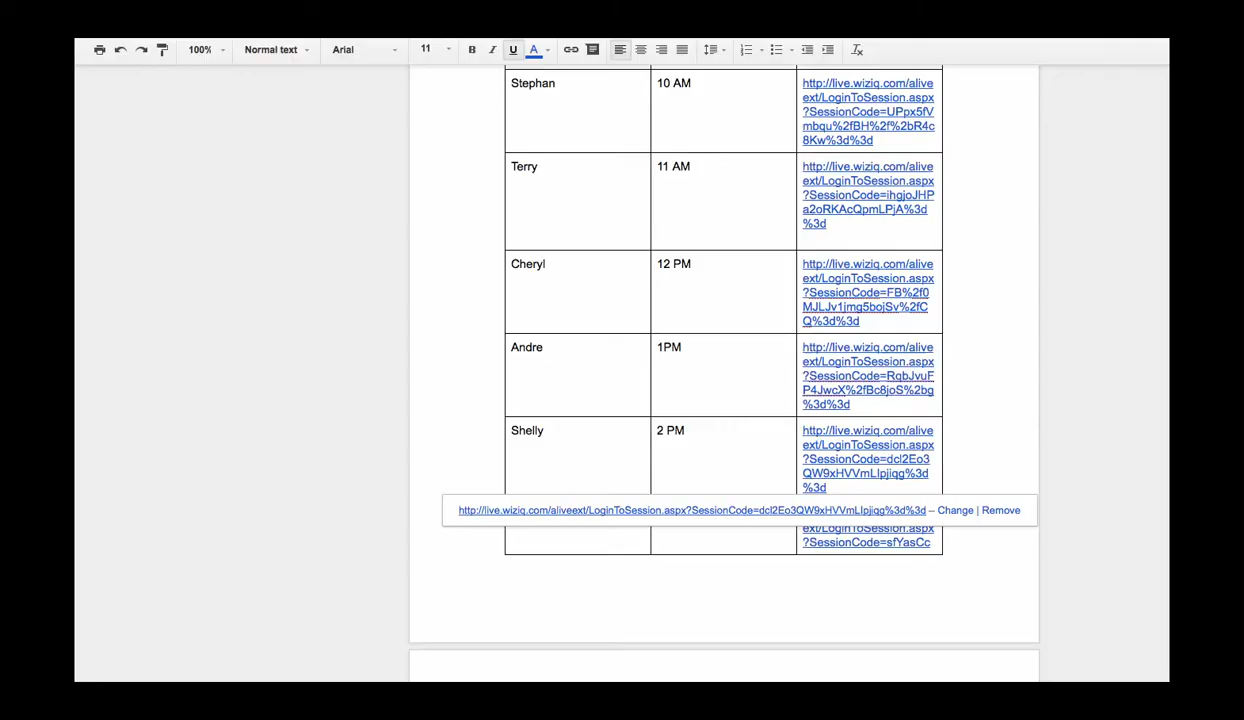 100% Normal text Arial 11 B I U A
Stephan 10 AM http://live.wiziq.com/alive
ext/LoginToSession.aspx
?SessionCode=UPpx5fV
mbqu%2fBH%2f%2bR4c
8Kw%3d%3d
Terry 11 AM http://live.wiziq.com/alive
ext/LoginToSession.aspx
?SessionCode=ihgjoJHP
a2oRKAcQpmLPjA%3d
%3d
Cheryl 12 PM http://live.wiziq.com/alive
ext/LoginToSession.aspx
?SessionCode=FB%2f0
MJLJv1jmg5bojSv%2fC
Q%3d%3d
Andre 1PM http://live.wiziq.com/alive
ext/LoginToSession.aspx
?SessionCode=RqbJvuF
P4JwcX%2fBc8joS%2bg
%3d%3d
Shelly 2 PM http://live.wiziq.com/alive
ext/LoginToSession.aspx
?SessionCode=dcl2Eo3
QW9xHVVmLIpjiqg%3d
%3d
http://live.wiziq.com/aliveext/LoginToSession.aspx?SessionCode=dcl2Eo3QW9xHVVmLIpjiqg%3d%3d – Change | Remove
ext/LoginToSession.aspx
?SessionCode=sfYasCc